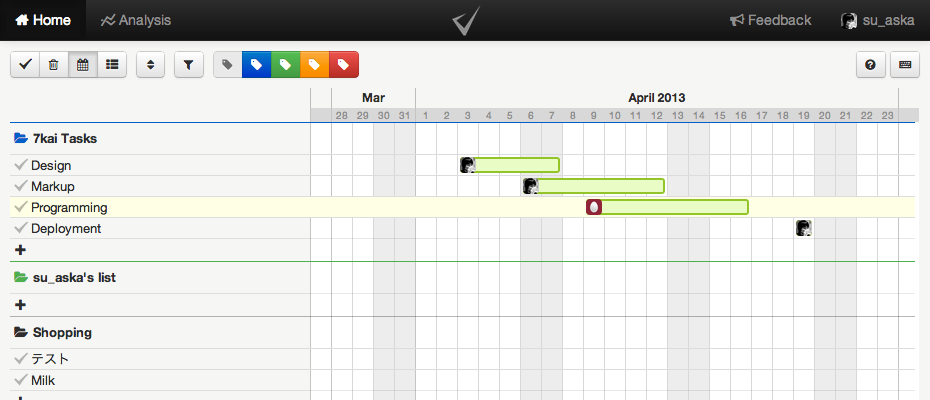 Home Analysis Feedback su_aska
Mar April 2013
28 29 30 31 1 2 3 4 5 6 7 8 9 10 11 12 13 14 15 16 17 18 19 20 21 22 23
7kai Tasks
Design
Markup
Programming
Deployment
su_aska's list
Shopping
テスト
Milk